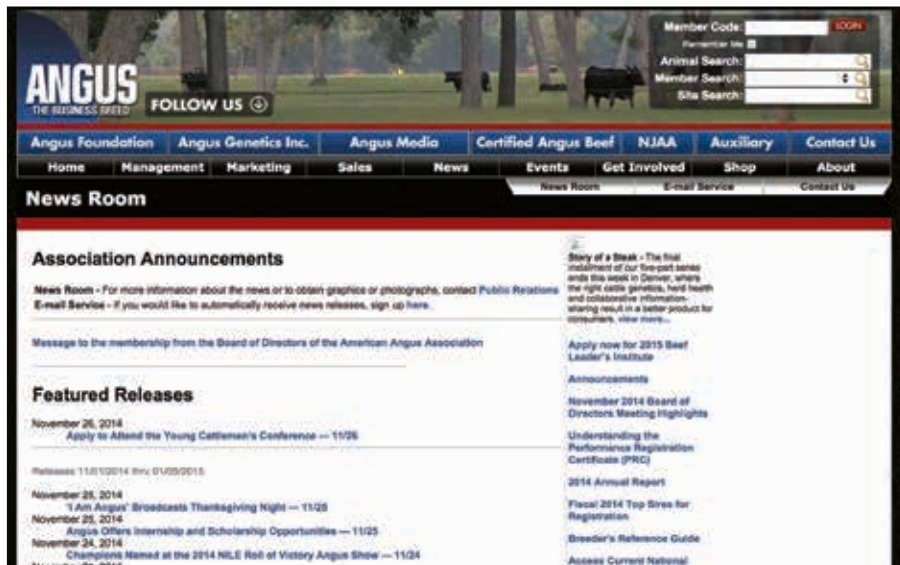 Member Code:
LOGIN
Remember Me
Animal Search:
Member Search:
Site Search:
ANGUS
THE BUSINESS BREED
FOLLOW US
Angus Foundation Angus Genetics Inc. Angus Media Certified Angus Beef NJAA Auxiliary Contact Us
Home Management Marketing Sales News Events Get Involved Shop About
News Room E-mail Service Contact Us
News Room
Association Announcements
News Room - For more information about the news or to obtain graphics or photographs, contact Public Relations
E-mail Service - If you would like to automatically receive news releases, sign up here.
Message to the membership from the Board of Directors of the American Angus Association
Featured Releases
November 26, 2014
Apply to Attend the Young Cattlemen's Conference — 11/26
Releases 11/01/2014 thru 01/05/2015
November 25, 2014
'I Am Angus' Broadcasts Thanksgiving Night — 11/25
November 25, 2014
Angus Offers Internship and Scholarship Opportunities — 11/25
November 24, 2014
Champions Named at the 2014 NILE Roll of Victory Angus Show — 11/24
Story of a Steak - The final
installment of our five-part series
ends this week in Denver, where
the right cattle genetics, herd health
and collaborative information-
sharing result in a better product for
consumers. view more...
Apply now for 2015 Beef
Leader's Institute
Announcements
November 2014 Board of
Directors Meeting Highlights
Understanding the
Performance Registration
Certificate (PRC)
2014 Annual Report
Fiscal 2014 Top Sires for
Registration
Breeder's Reference Guide
Access Current National